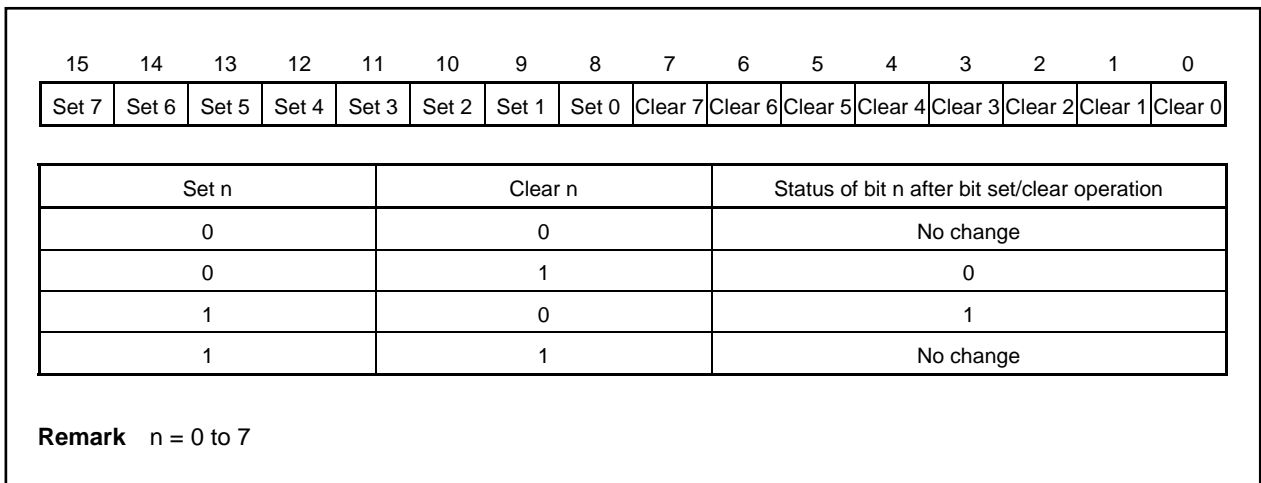 15 14 13 12 11 10 9 8 7 6 5 4 3 2 1 0
Set 7 Set 6 Set 5 Set 4 Set 3 Set 2 Set 1 Set 0 Clear 7 Clear 6 Clear 5 Clear 4 Clear 3 Clear 2 Clear 1 Clear 0
Set n Clear n Status of bit n after bit set/clear operation
0 0 No change
0 1 0
1 0 1
1 1 No change
Remark n = 0 to 7